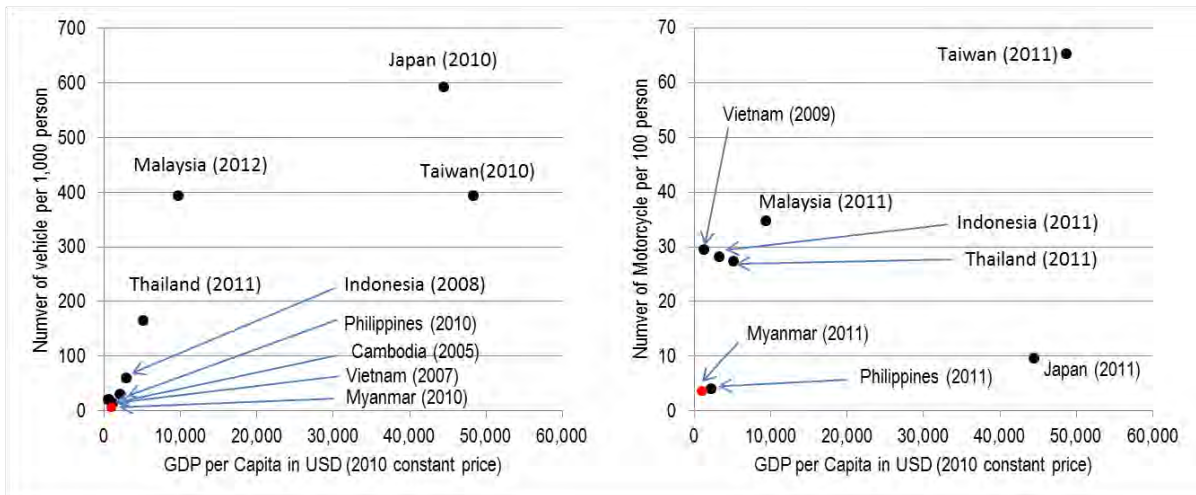 Numver of vehicle per 1,000 person
700
600
500
400
300
200
100
0
Japan (2010)
Malaysia (2012)
Taiwan(2010)
Thailand (2011)
Indonesia (2008)
Philippines (2010)
Cambodia (2005)
Vietnam (2007)
Myanmar (2010)
0 10,000 20,000 30,000 40,000 50,000 60,000
GDP per Capita in USD (2010 constant price)
Numver of Motorcycle per 100 person
70
60
50
40
30
20
10
0
Taiwan (2011)
Vietnam (2009)
Malaysia (2011)
Indonesia (2011)
Thailand (2011)
Myanmar (2011)
Philippines (2011)
Japan (2011)
0 10,000 20,000 30,000 40,000 50,000 60,000
GDP per Capita in USD (2010 constant price)